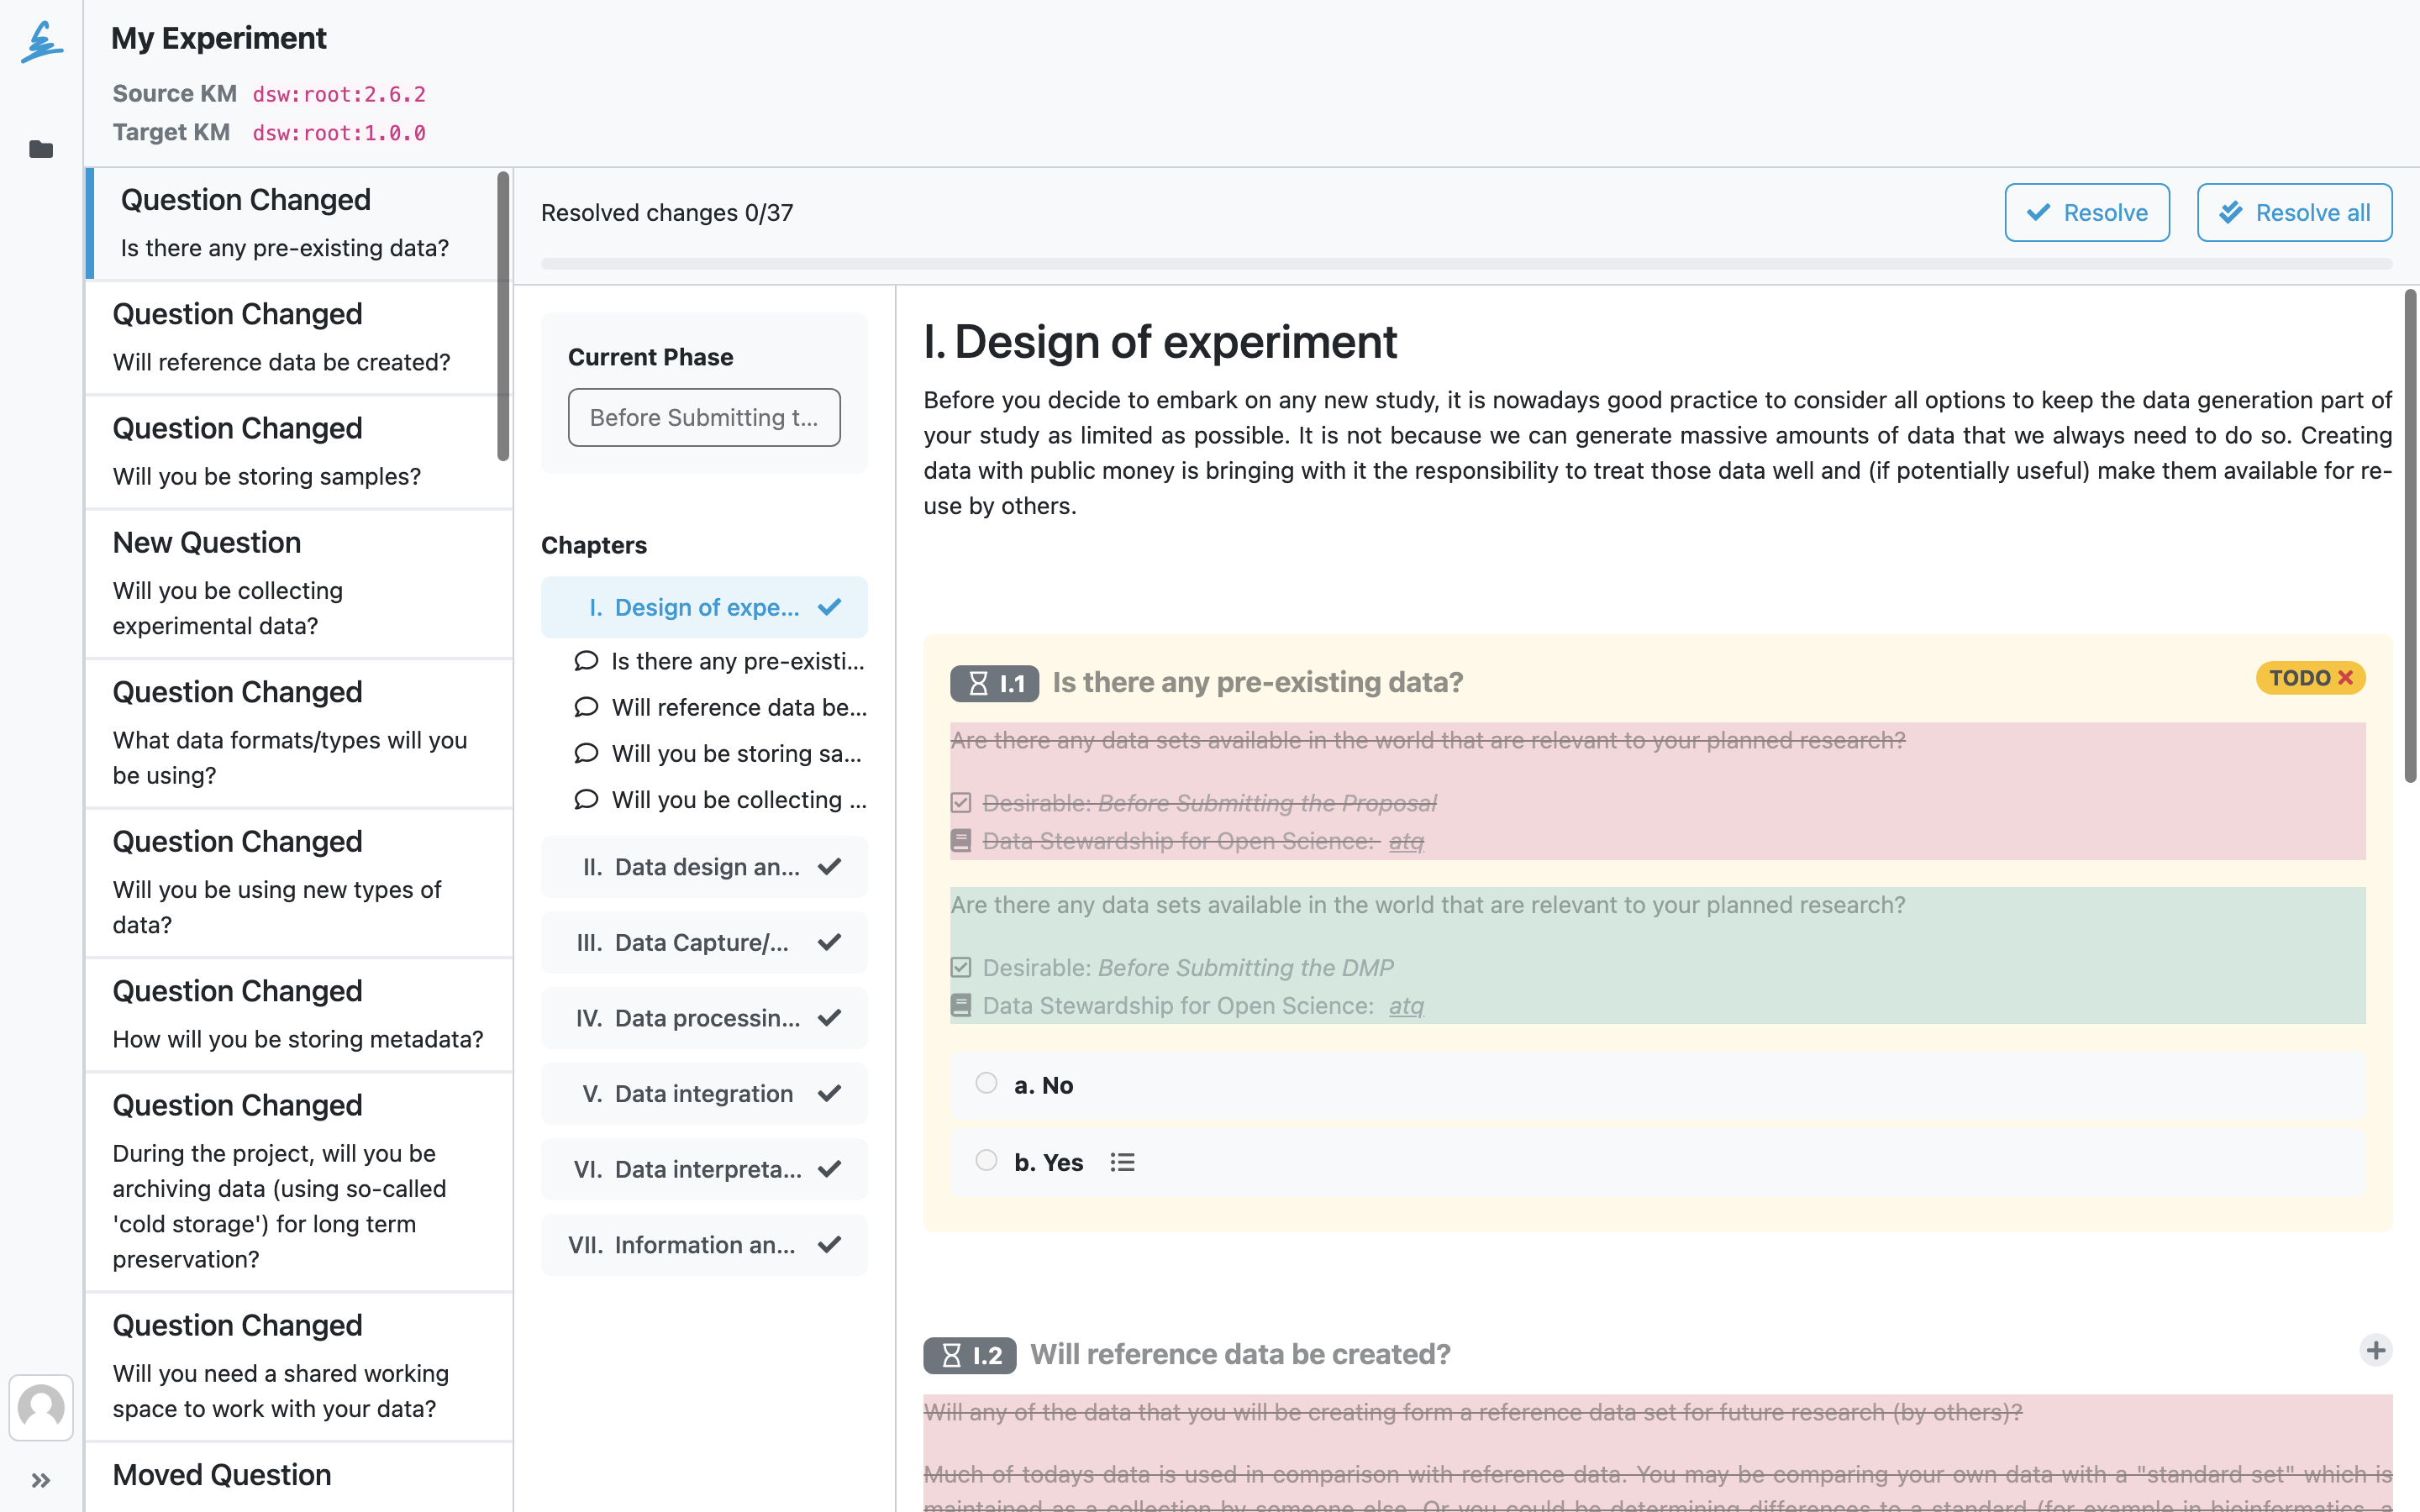 My Experiment
Source KM dsw:root:2.6.2
Target KM dsw:root:1.0.0
Question Changed
Is there any pre-existing data?
Question Changed
Will reference data be created?
Question Changed
Will you be storing samples?
New Question
Will you be collecting
experimental data?
Question Changed
What data formats/types will you
be using?
Question Changed
Will you be using new types of
data?
Question Changed
How will you be storing metadata?
Question Changed
During the project, will you be
archiving data (using so-called
'cold storage') for long term
preservation?
Question Changed
Will you need a shared working
space to work with your data?
Moved Question
Resolved changes 0/37
Resolve
Resolve all
Current Phase
Before Submitting t...
Chapters
I. Design of expe...
Is there any pre-existi...
Will reference data be...
Will you be storing sa...
Will you be collecting ...
II. Data design an...
III. Data Capture/...
IV. Data processin...
V. Data integration
VI. Data interpreta...
VII. Information an...
I. Design of experiment
Before you decide to embark on any new study, it is nowadays good practice to consider all options to keep the data generation part of
your study as limited as possible. It is not because we can generate massive amounts of data that we always need to do so. Creating
data with public money is bringing with it the responsibility to treat those data well and (if potentially useful) make them available for re-
use by others.
I.1 Is there any pre-existing data?
TODO
Are there any data sets available in the world that are relevant to your planned research?
Desirable: Before Submitting the Proposal
Data Stewardship for Open Science: atq
Are there any data sets available in the world that are relevant to your planned research?
Desirable: Before Submitting the DMP
Data Stewardship for Open Science: atq
a. No
b. Yes
I.2 Will reference data be created?
Will any of the data that you will be creating form a reference data set for future research (by others)?
Much of todays data is used in comparison with reference data. You may be comparing your own data with a "standard set" which is
maintained as a collection by someone else. Or you could be determining differences to a standard (for example in bioinformatics,